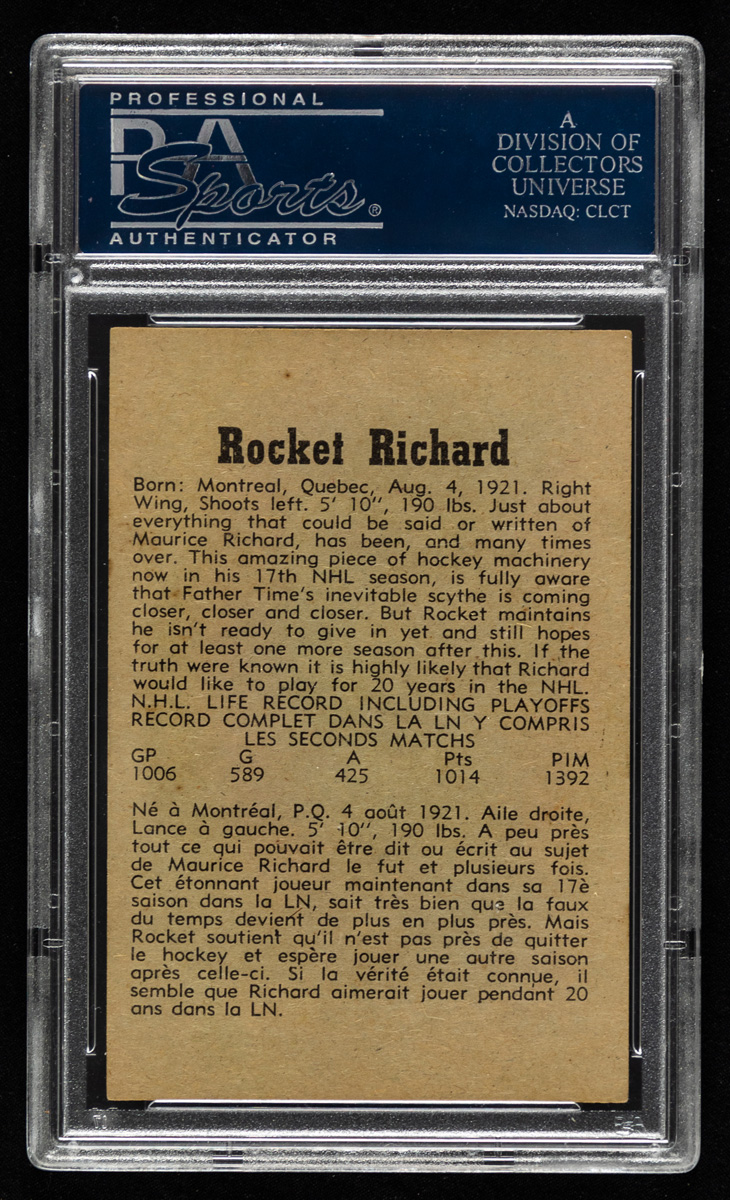 PROFESSIONAL
PSA
Sports®
AUTHENTICATOR
A
DIVISION OF
COLLECTORS
UNIVERSE
NASDAQ: CLCT
Rocket Richard
Born: Montreal, Quebec, Aug. 4, 1921. Right
Wing, Shoots left. 5' 10", 190 lbs. Just about
everything that could be said or written of
Maurice Richard, has been, and many times
over. This amazing piece of hockey machinery
now in his 17th NHL season, is fully aware
that Father Time's inevitable scythe is coming
closer, closer and closer. But Rocket maintains
he isn't ready to give in yet and still hopes
for at least one more season after this. If the
truth were known it is highly likely that Richard
would like to play for 20 years in the NHL.
N.H.L. LIFE RECORD INCLUDING PLAYOFFS
RECORD COMPLET DANS LA LN Y COMPRIS
LES SECONDS MATCHS
GP G A Pts PIM
1006 589 425 1014 1392
Né à Montréal, P.Q. 4 août 1921. Aile droite,
Lance à gauche. 5' 10", 190 lbs. A peu près
tout ce qui pouvait être dit ou écrit au sujet
de Maurice Richard le fut et plusieurs fois.
Cet étonnant joueur maintenant dans sa 17è
saison dans la LN, sait très bien que la faux
du temps devient de plus en plus près. Mais
Rocket soutient qu'il n'est pas près de quitter
le hockey et espère jouer une autre saison
après celle-ci. Si la vérité était connue, il
semble que Richard aimerait jouer pendant 20
ans dans la LN.